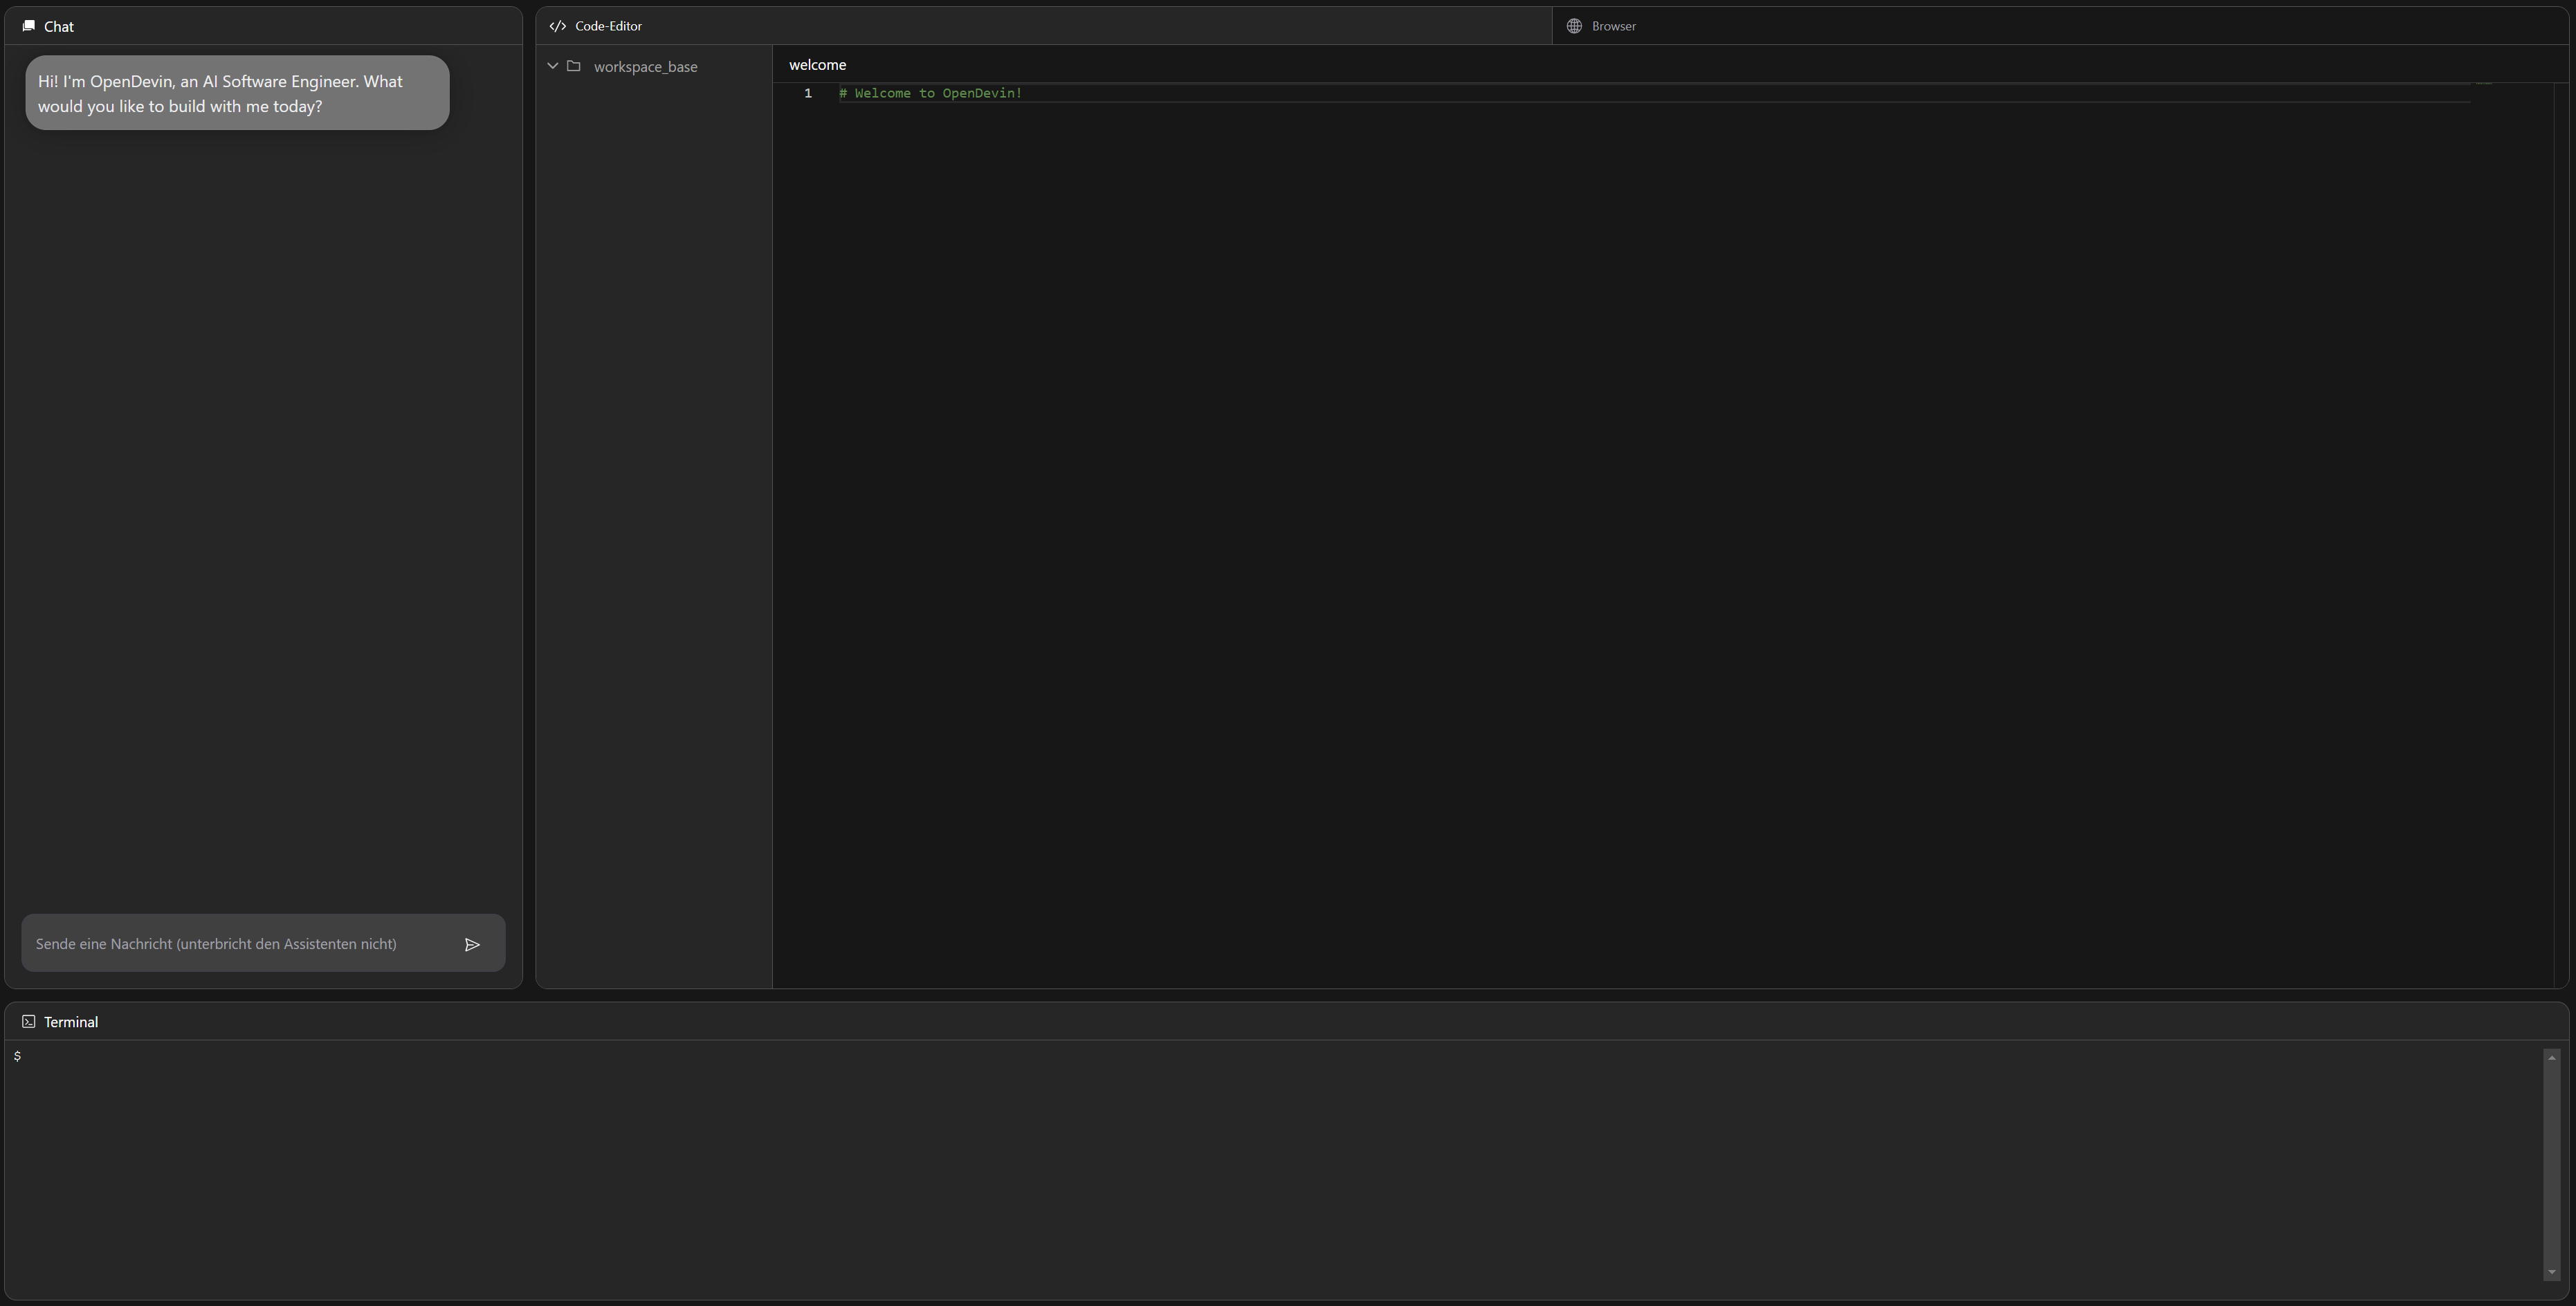 Chat
Hi! I'm OpenDevin, an AI Software Engineer. What
would you like to build with me today?
Sende eine Nachricht (unterbricht den Assistenten nicht)
Code-Editor
Browser
workspace_base
welcome
1 # Welcome to OpenDevin!
Terminal
$